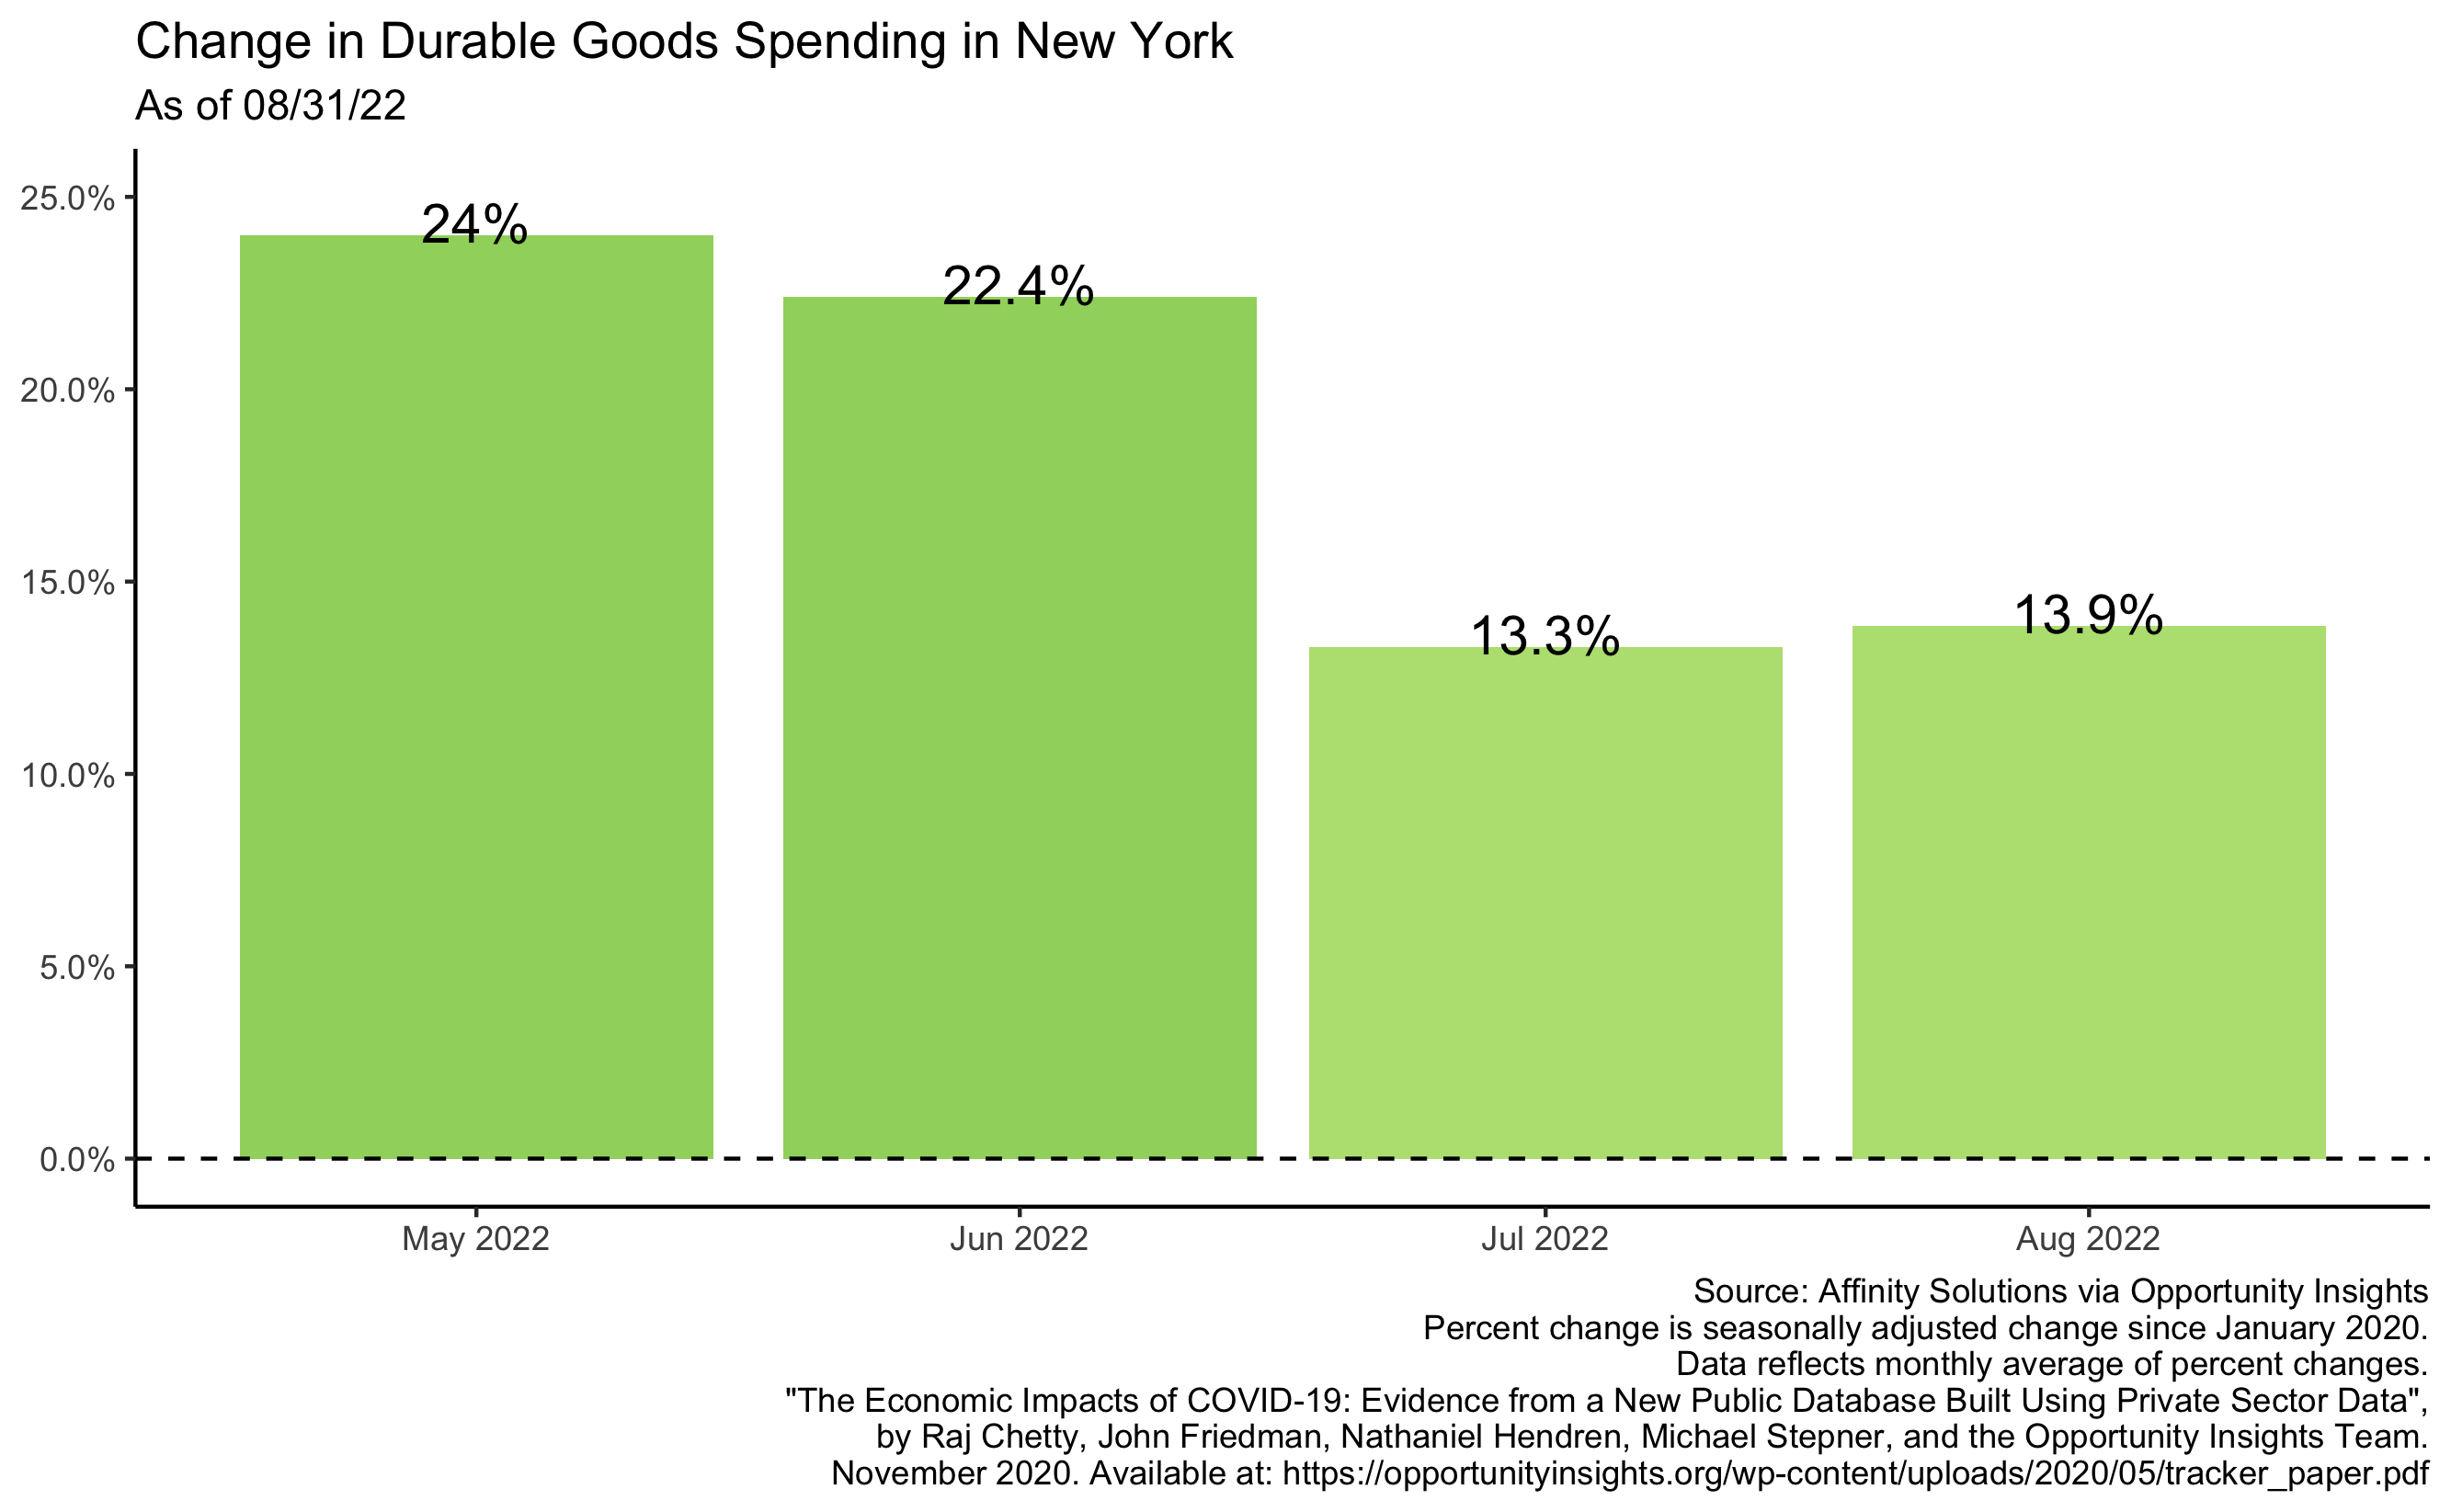 Change in Durable Goods Spending in New York
As of 08/31/22
25.0%
20.0%
15.0%
10.0%
5.0%
0.0%
24%
22.4%
13.3%
13.9%
May 2022
Jun 2022
Jul 2022
Aug 2022
Source: Affinity Solutions via Opportunity Insights
Percent change is seasonally adjusted change since January 2020.
Data reflects monthly average of percent changes.
"The Economic Impacts of COVID-19: Evidence from a New Public Database Built Using Private Sector Data",
by Raj Chetty, John Friedman, Nathaniel Hendren, Michael Stepner, and the Opportunity Insights Team.
November 2020. Available at: https://opportunityinsights.org/wp-content/uploads/2020/05/tracker_paper.pdf